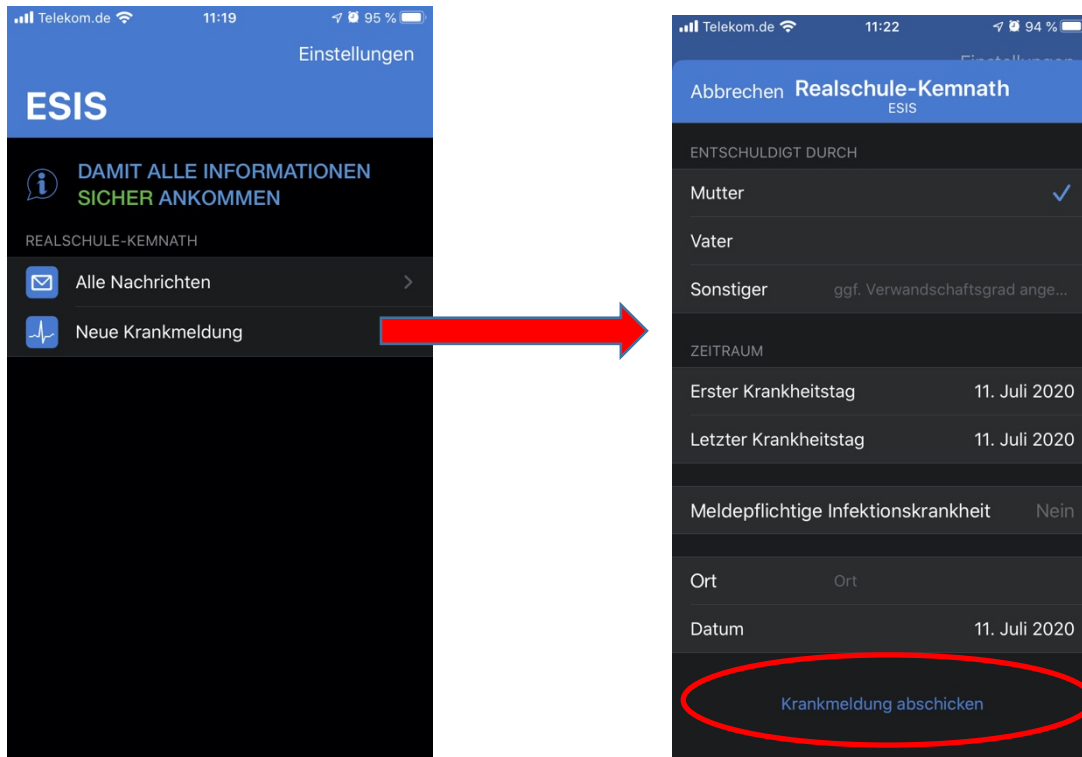 Telekom.de 11:19 95 %
Einstellungen
ESIS
DAMIT ALLE INFORMATIONEN
SICHER ANKOMMEN
REALSCHULE-KEMNATH
Alle Nachrichten
Neue Krankmeldung
Telekom.de 11:22 94 %
Einstellungen
Abbrechen Realschule-Kemnath
ESIS
ENTSCHULDIGT DURCH
Mutter
Vater
Sonstiger ggf. Verwandschaftsgrad ange...
ZEITRAUM
Erster Krankheitstag 11. Juli 2020
Letzter Krankheitstag 11. Juli 2020
Meldepflichtige Infektionskrankheit Nein
Ort Ort
Datum 11. Juli 2020
Krankmeldung abschicken